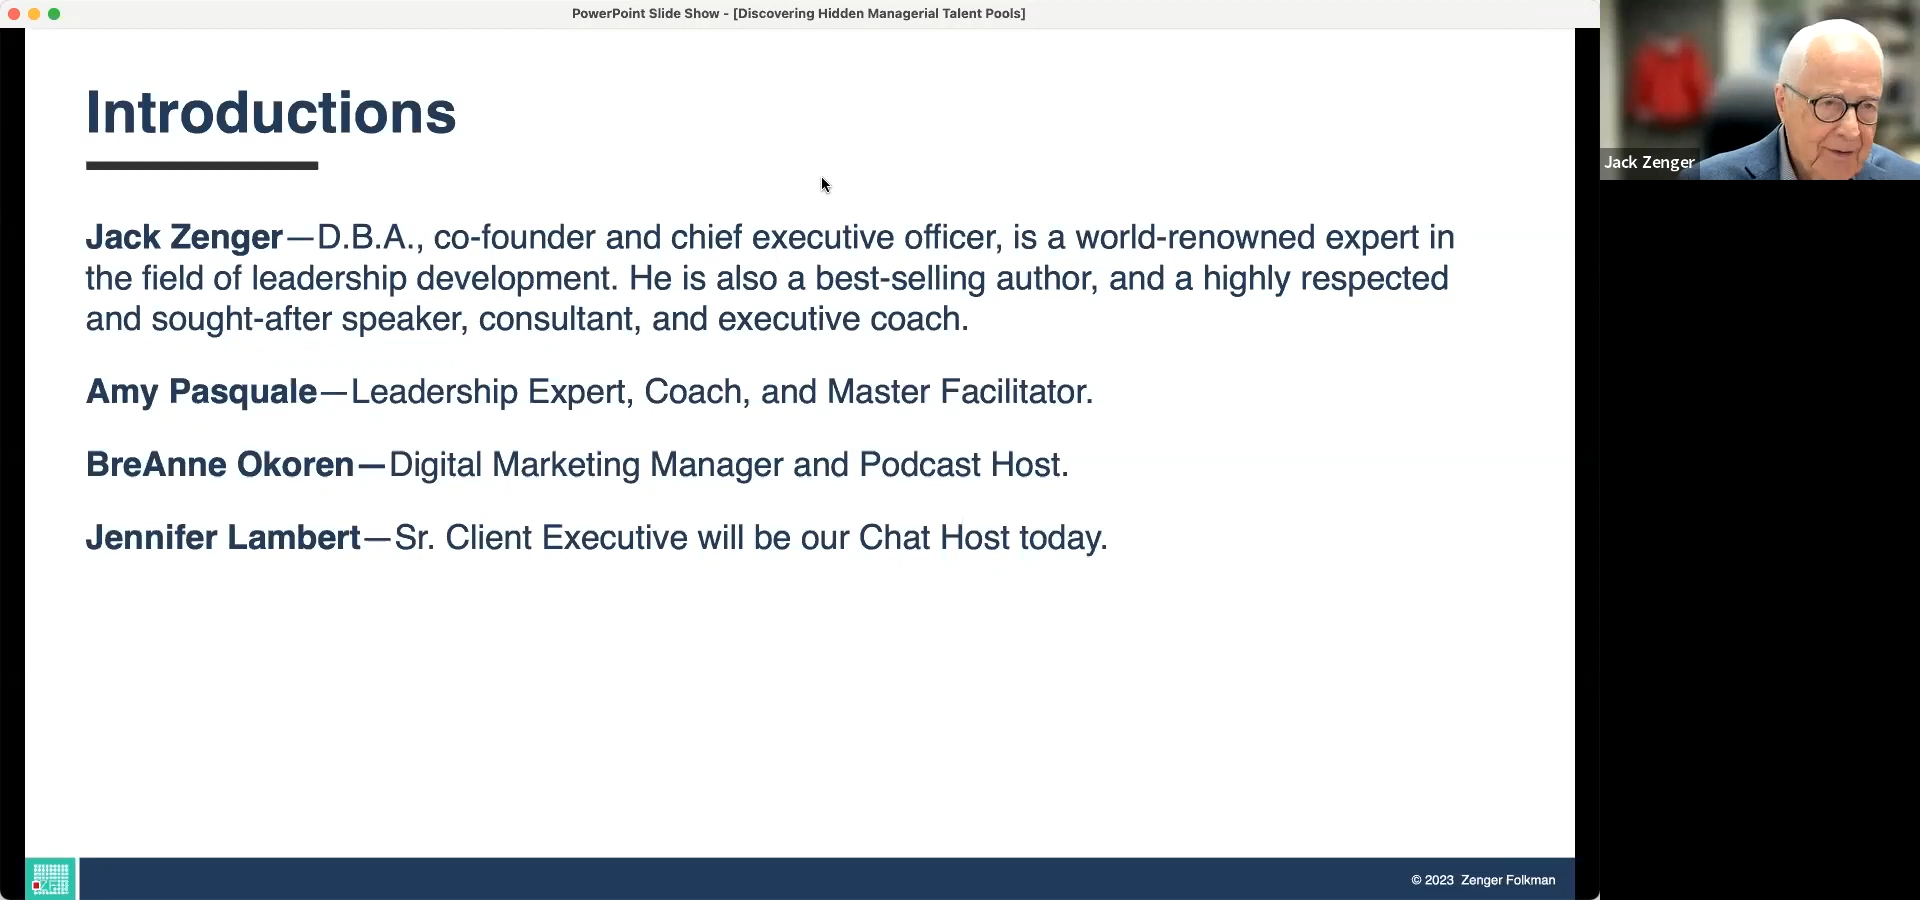 PowerPoint Slide Show - [Discovering Hidden Managerial Talent Pools]
Introductions
Jack Zenger—D.B.A., co-founder and chief executive officer, is a world-renowned expert in
the field of leadership development. He is also a best-selling author, and a highly respected
and sought-after speaker, consultant, and executive coach.
Amy Pasquale—Leadership Expert, Coach, and Master Facilitator.
BreAnne Okoren—Digital Marketing Manager and Podcast Host.
Jennifer Lambert—Sr. Client Executive will be our Chat Host today.
Jack Zenger
© 2023 Zenger Folkman